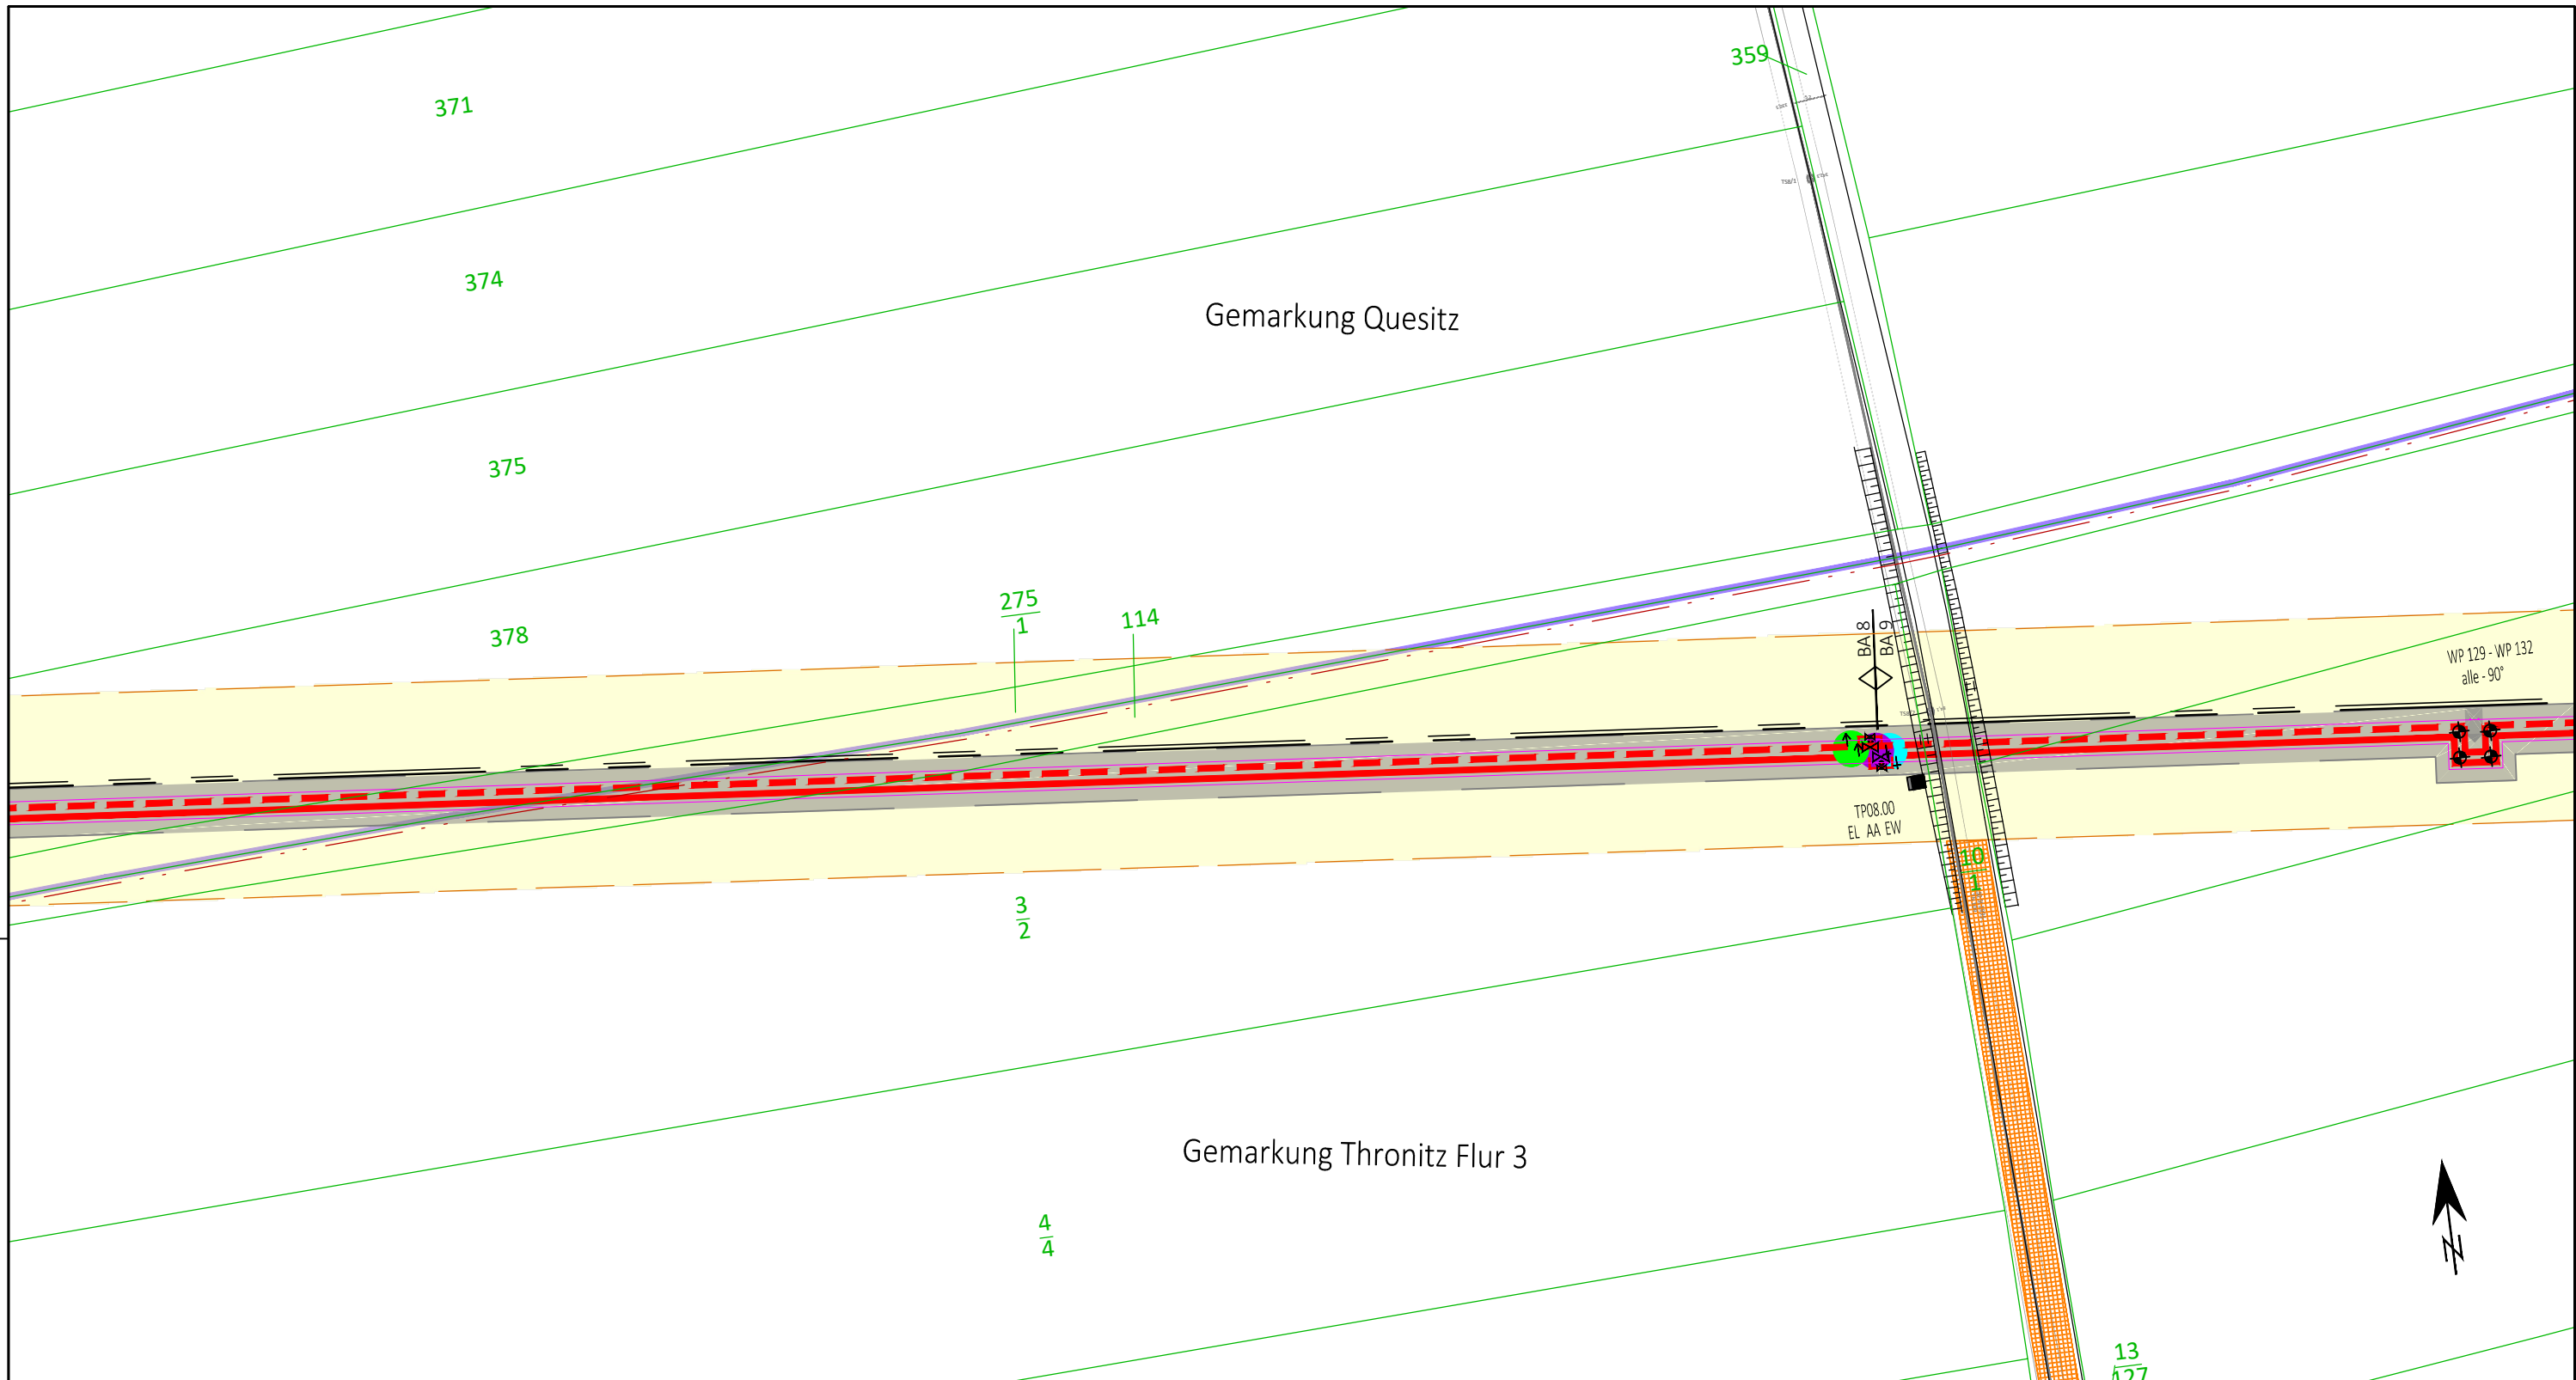 359
371
374
Gemarkung Quesitz
375
275
1
114
378
BA 8
BA 9
WP 129 - WP 132
alle - 90°
TP08.00
EL AA EW
10
1
3
2
Gemarkung Thronitz Flur 3
4
4
N
13
127